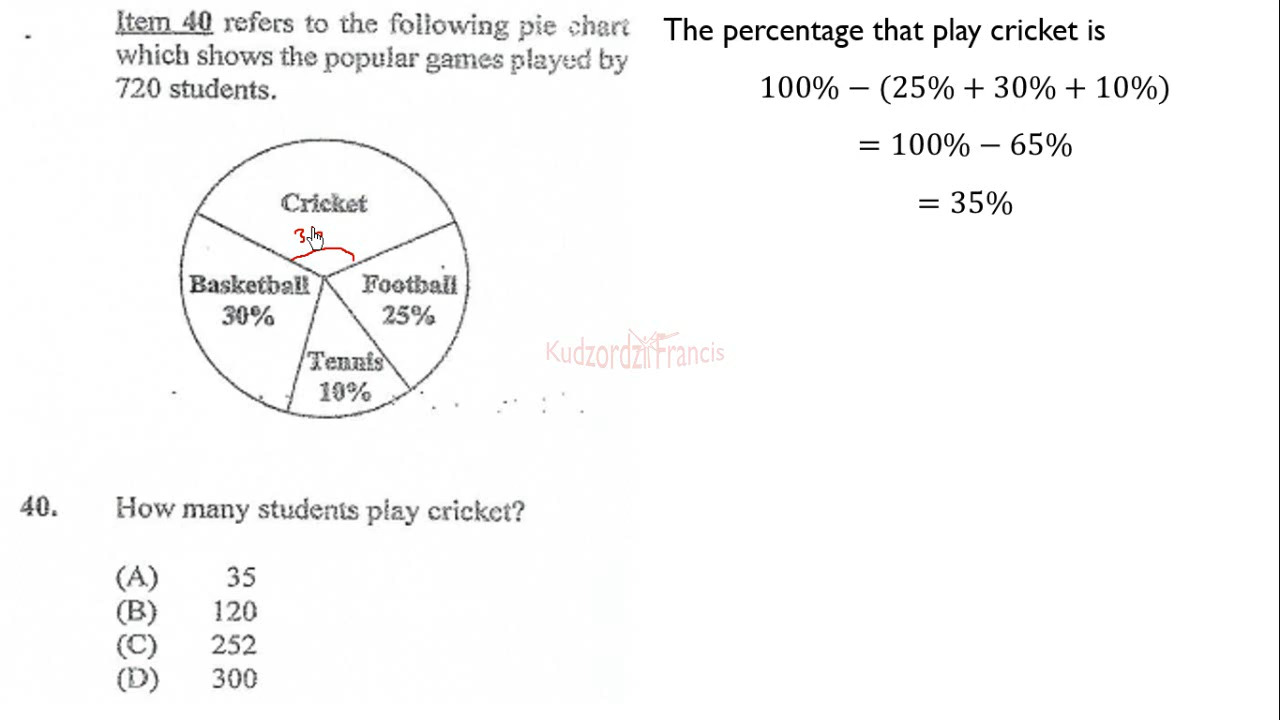 Item 40 refers to the following pie chart
which shows the popular games played by
720 students.
Cricket
Basketball
30%
Football
25%
Tennis
10%
40. How many students play cricket?
(A) 35
(B) 120
(C) 252
(D) 300
The percentage that play cricket is
100% − (25% + 30% + 10%)
= 100% − 65%
= 35%
Kudzordzi Francis